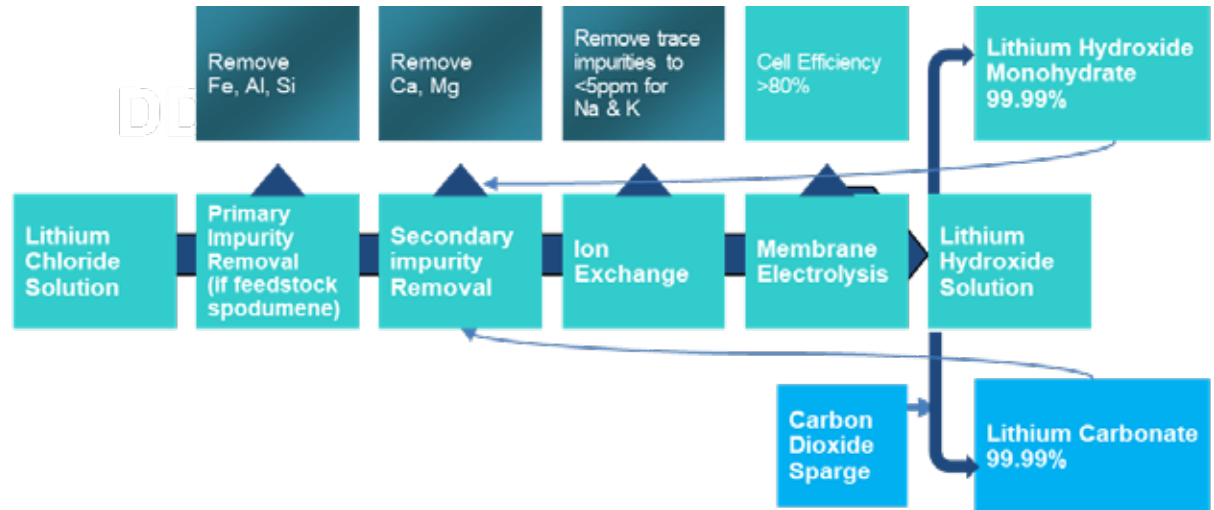 Remove
Fe, Al, Si
Remove
Ca, Mg
Remove trace
impurities to
<5ppm for
Na & K
Cell Efficiency
>80%
Lithium Hydroxide
Monohydrate
99.99%
DD
Lithium
Chloride
Solution
Primary
Impurity
Removal
(if feedstock
spodumene)
Secondary
impurity
Removal
Ion
Exchange
Membrane
Electrolysis
Lithium
Hydroxide
Solution
Carbon
Dioxide
Sparge
Lithium Carbonate
99.99%